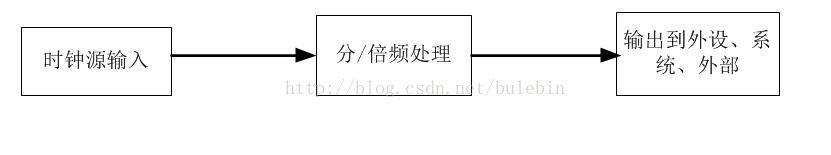 时钟源输入
分/倍频处理
输出到外设、系
统、外部
http://blog.csdn.net/bulebin